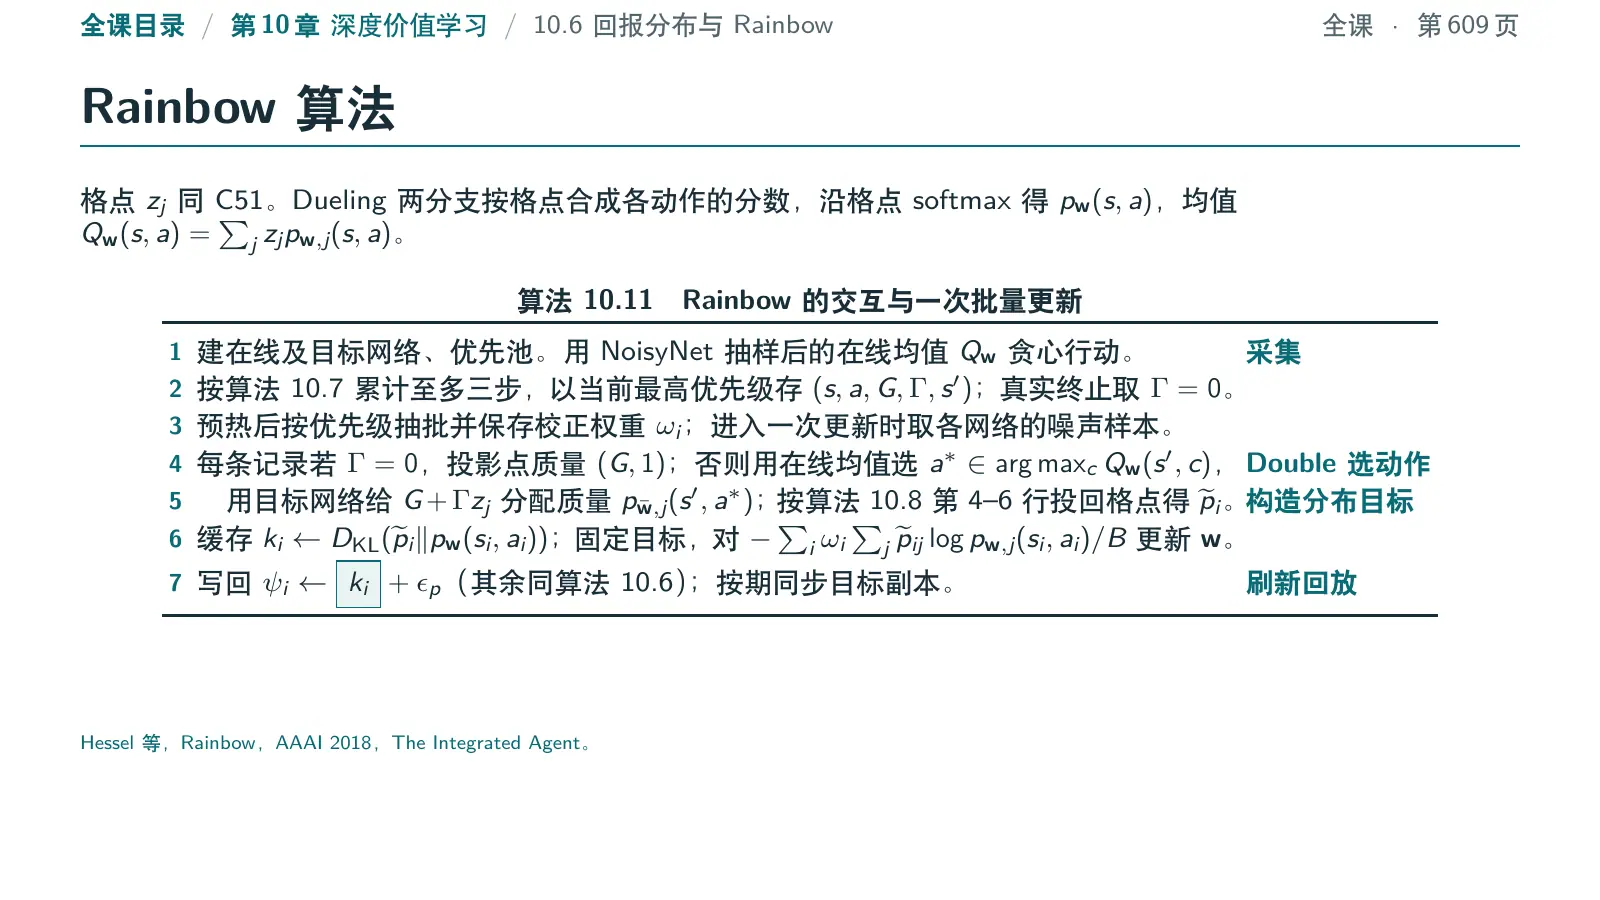 全课目录 / 第 10 章 深度价值学习 / 10.6 回报分布与 Rainbow
全课 · 第 609 页
Rainbow 算法
格点 z_j 同 C51。Dueling 两分支按格点合成各动作的分数，沿格点 softmax 得 p_w(s, a)，均值
Q_w(s, a) = ∑_j z_j p_{w,j}(s, a)。
算法 10.11 Rainbow 的交互与一次批量更新
1 建在线及目标网络、优先池。用 NoisyNet 抽样后的在线均值 Q_w 贪心行动。 采集
2 按算法 10.7 累计至多三步，以当前最高优先级存 (s, a, G, Γ, s′)；真实终止取 Γ = 0。
3 预热后按优先级抽批并保存校正权重 ω_i；进入一次更新时取各网络的噪声样本。
4 每条记录若 Γ = 0，投影点质量 (G, 1)；否则用在线均值选 a* ∈ arg max_c Q_w(s′, c)， Double 选动作
5 用目标网络给 G + Γz_j 分配质量 p_{w̄,j}(s′, a*)；按算法 10.8 第 4–6 行投回格点得 p̃_i。 构造分布目标
6 缓存 k_i ← D_KL(p̃_i‖p_w(s_i, a_i))；固定目标，对 − ∑_i ω_i ∑_j p̃_ij log p_{w,j}(s_i, a_i)/B 更新 w。
7 写回 ψ_i ← k_i + ϵ_p（其余同算法 10.6）；按期同步目标副本。 刷新回放
Hessel 等，Rainbow，AAAI 2018，The Integrated Agent。